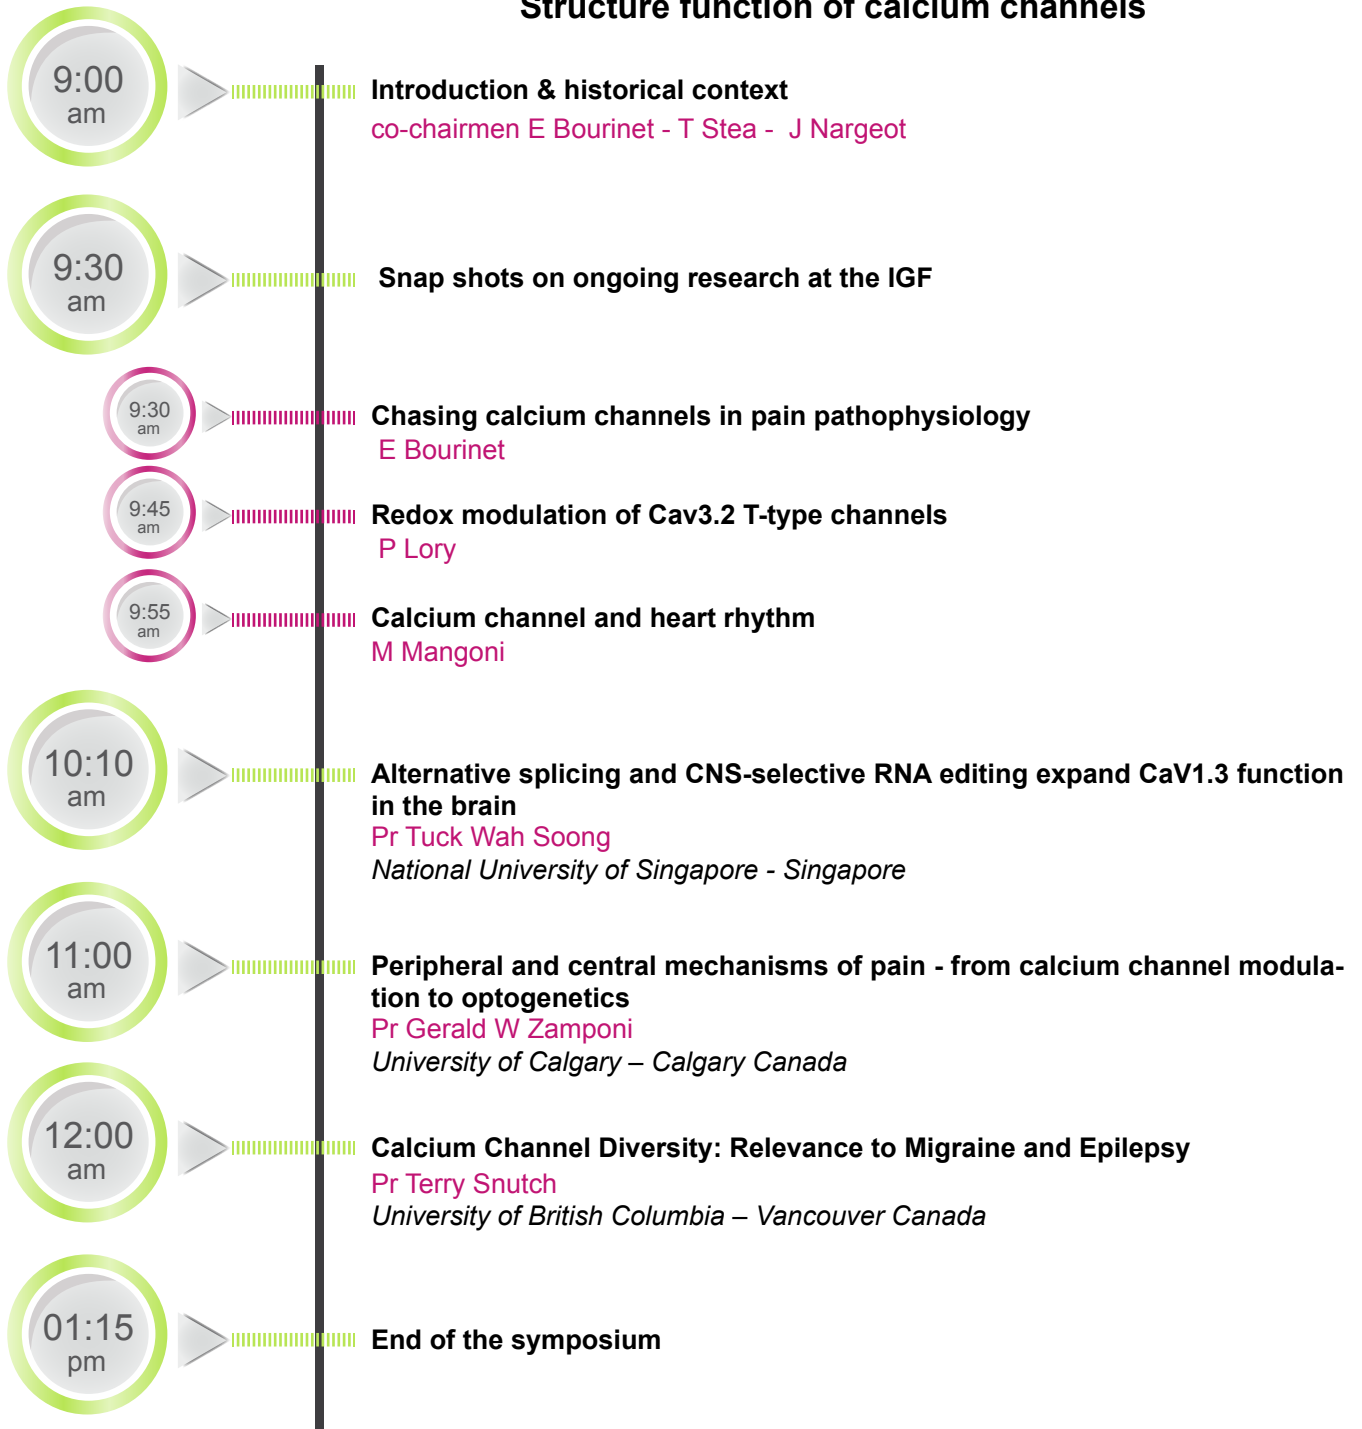 Structure function of calcium channels
9:00
am
Introduction & historical context
co-chairmen E Bourinet - T Stea - J Nargeot
9:30
am
Snap shots on ongoing research at the IGF
9:30
am
Chasing calcium channels in pain pathophysiology
E Bourinet
9:45
am
Redox modulation of Cav3.2 T-type channels
P Lory
9:55
am
Calcium channel and heart rhythm
M Mangoni
10:10
am
Alternative splicing and CNS-selective RNA editing expand CaV1.3 function
in the brain
Pr Tuck Wah Soong
National University of Singapore - Singapore
11:00
am
Peripheral and central mechanisms of pain - from calcium channel modula-
tion to optogenetics
Pr Gerald W Zamponi
University of Calgary – Calgary Canada
12:00
am
Calcium Channel Diversity: Relevance to Migraine and Epilepsy
Pr Terry Snutch
University of British Columbia – Vancouver Canada
01:15
pm
End of the symposium